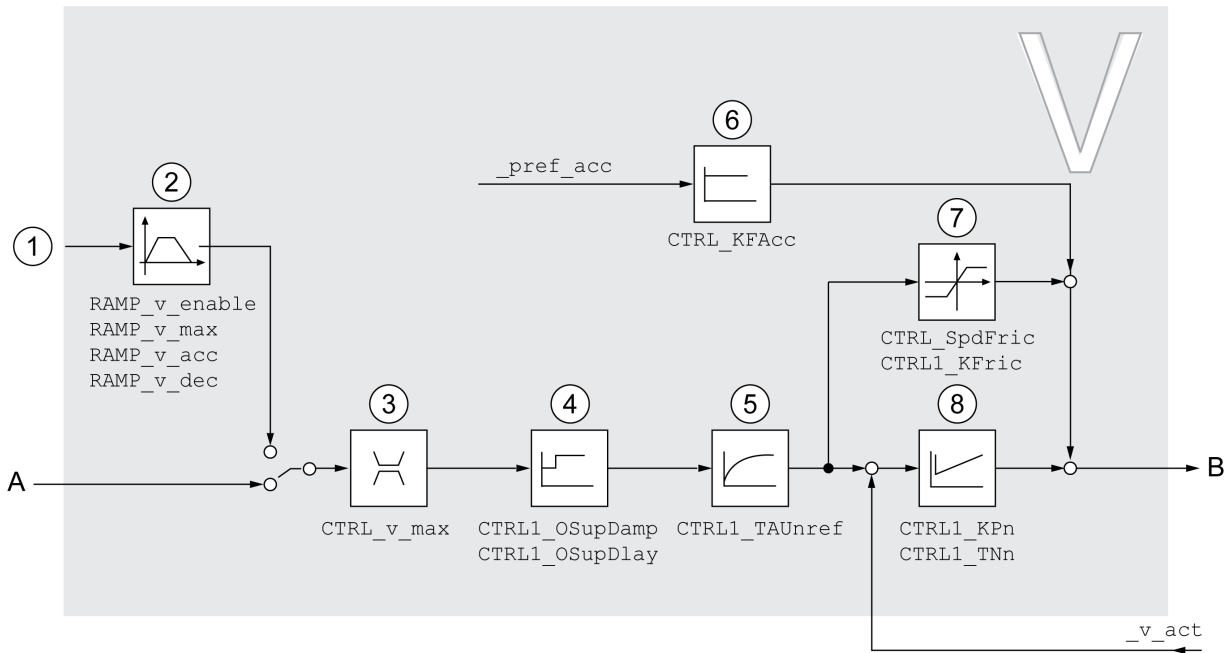 V
6
_pref_acc
2
CTRL_KFAcc
7
1
RAMP_v_enable
RAMP_v_max
RAMP_v_acc
RAMP_v_dec
CTRL_SpdFric
CTRL1_KFric
3
4
5
8
A
B
CTRL_v_max
CTRL1_OSupDamp
CTRL1_OSupDlay
CTRL1_TAUnref
CTRL1_KPn
CTRL1_TNn
_v_act